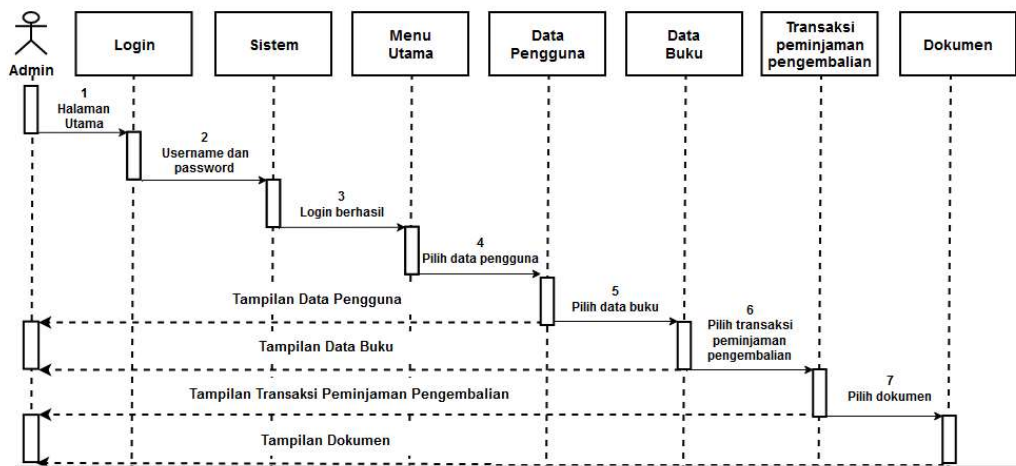 Admin
Login
Sistem
Menu
Utama
Data
Pengguna
Data
Buku
Transaksi
peminjaman
pengembalian
Dokumen
1
Halaman
Utama
2
Username dan
password
3
Login berhasil
4
Pilih data pengguna
Tampilan Data Pengguna
5
Pilih data buku
6
Pilih transaksi
peminjaman
pengembalian
Tampilan Data Buku
7
Pilih dokumen
Tampilan Transaksi Peminjaman Pengembalian
Tampilan Dokumen